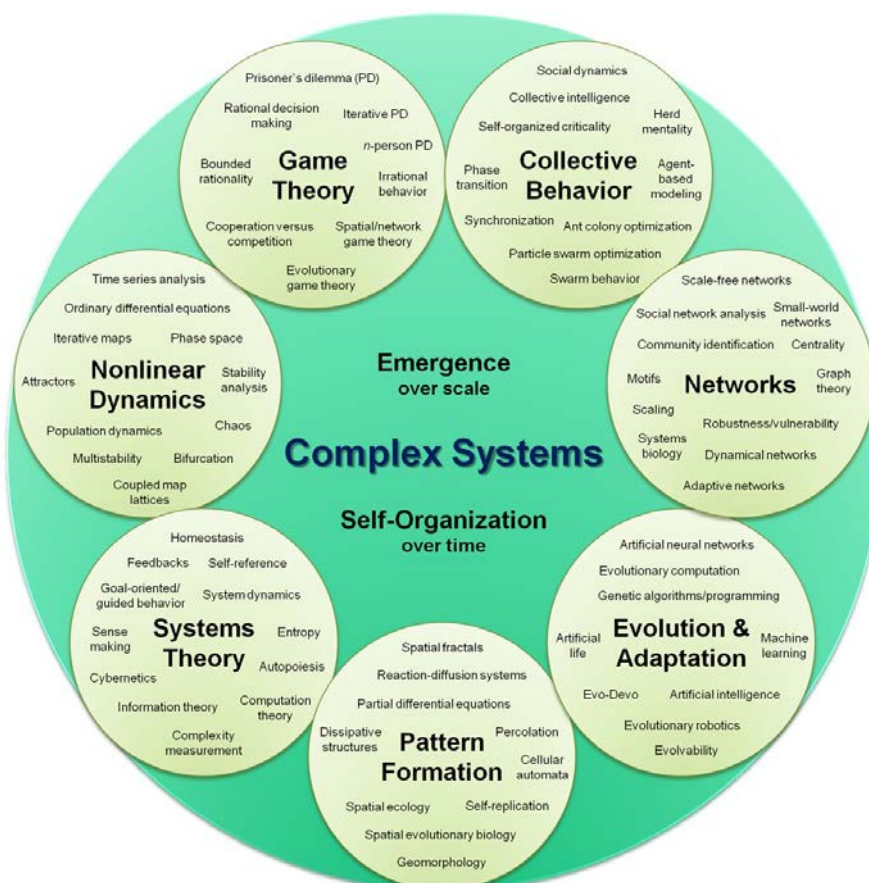 Prisoner's dilemma (PD)
Rational decision
making
Iterative PD
n-person PD
Bounded
rationality
Game
Theory
Irrational
behavior
Cooperation versus
competition
Spatial/network
game theory
Evolutionary
game theory
Social dynamics
Collective intelligence
Herd
mentality
Self-organized criticality
Phase
transition
Collective
Behavior
Agent-
based
modeling
Synchronization
Ant colony optimization
Particle swarm optimization
Swarm behavior
Time series analysis
Ordinary differential equations
Iterative maps
Phase space
Attractors
Nonlinear
Dynamics
Stability
analysis
Chaos
Population dynamics
Multistability
Bifurcation
Coupled map
lattices
Emergence
over scale
Complex Systems
Self-Organization
over time
Scale-free networks
Social network analysis
Small-world
networks
Community identification
Centrality
Motifs
Networks
Graph
theory
Scaling
Robustness/vulnerability
Systems
biology
Dynamical networks
Adaptive networks
Homeostasis
Feedbacks
Self-reference
Goal-oriented/
guided behavior
System dynamics
Sense
making
Systems
Theory
Entropy
Autopoiesis
Cybernetics
Information theory
Computation
theory
Complexity
measurement
Spatial fractals
Reaction-diffusion systems
Partial differential equations
Dissipative
structures
Pattern
Formation
Percolation
Cellular
automata
Spatial ecology
Self-replication
Spatial evolutionary biology
Geomorphology
Artificial neural networks
Evolutionary computation
Genetic algorithms/programming
Artificial
life
Evolution &
Adaptation
Machine
learning
Evo-Devo
Artificial intelligence
Evolutionary robotics
Evolvability